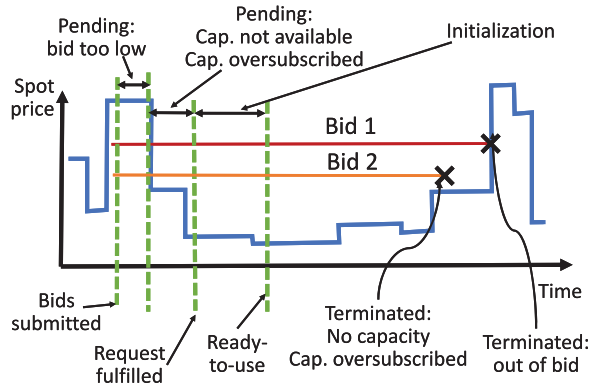 Pending:
bid too low
Pending:
Cap. not available
Cap. oversubscribed
Initialization
Spot
price
Bid 1
Bid 2
Time
Bids
submitted
Request
fulfilled
Ready-
to-use
Terminated:
No capacity
Cap. oversubscribed
Terminated:
out of bid